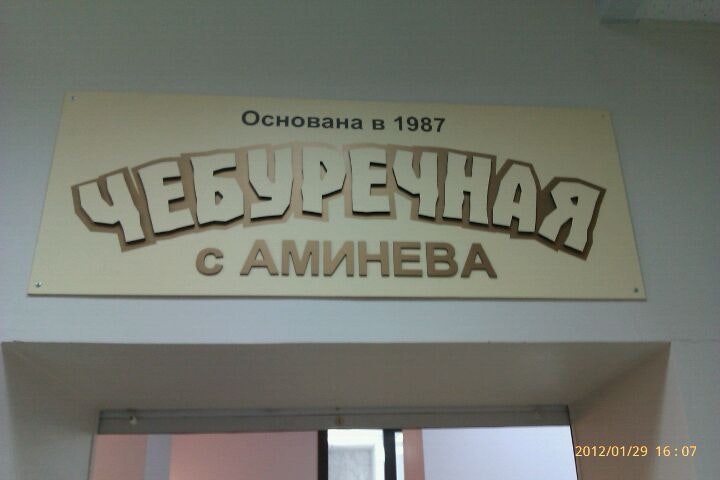 Основана в 1987
ЧЕБУРЕЧНАЯ
с АМИНЕВА
2012/01/29 16:07